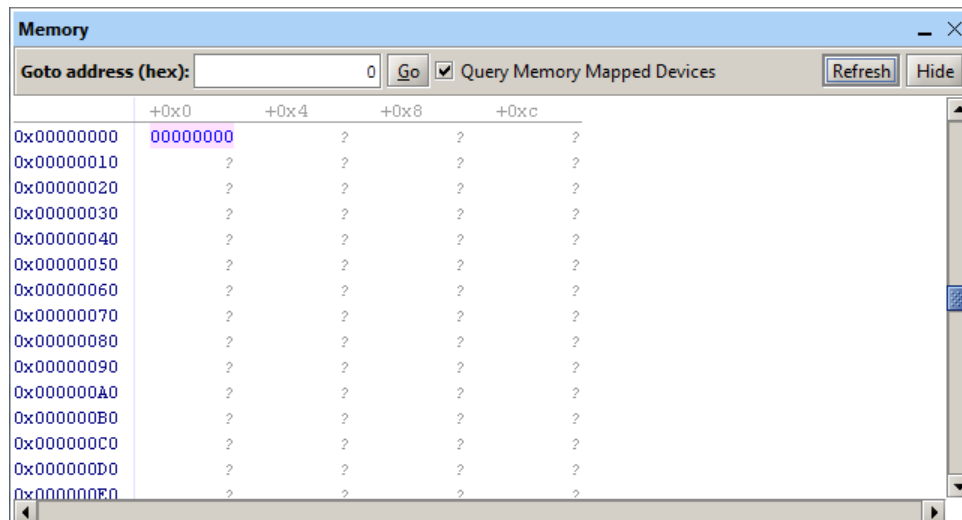 Memory
Goto address (hex): 0 Go Query Memory Mapped Devices Refresh Hide
+0x0 +0x4 +0x8 +0xc
0x00000000 00000000 ? ? ?
0x00000010 ? ? ? ?
0x00000020 ? ? ? ?
0x00000030 ? ? ? ?
0x00000040 ? ? ? ?
0x00000050 ? ? ? ?
0x00000060 ? ? ? ?
0x00000070 ? ? ? ?
0x00000080 ? ? ? ?
0x00000090 ? ? ? ?
0x000000A0 ? ? ? ?
0x000000B0 ? ? ? ?
0x000000C0 ? ? ? ?
0x000000D0 ? ? ? ?
0x000000E0 ? ? ? ?